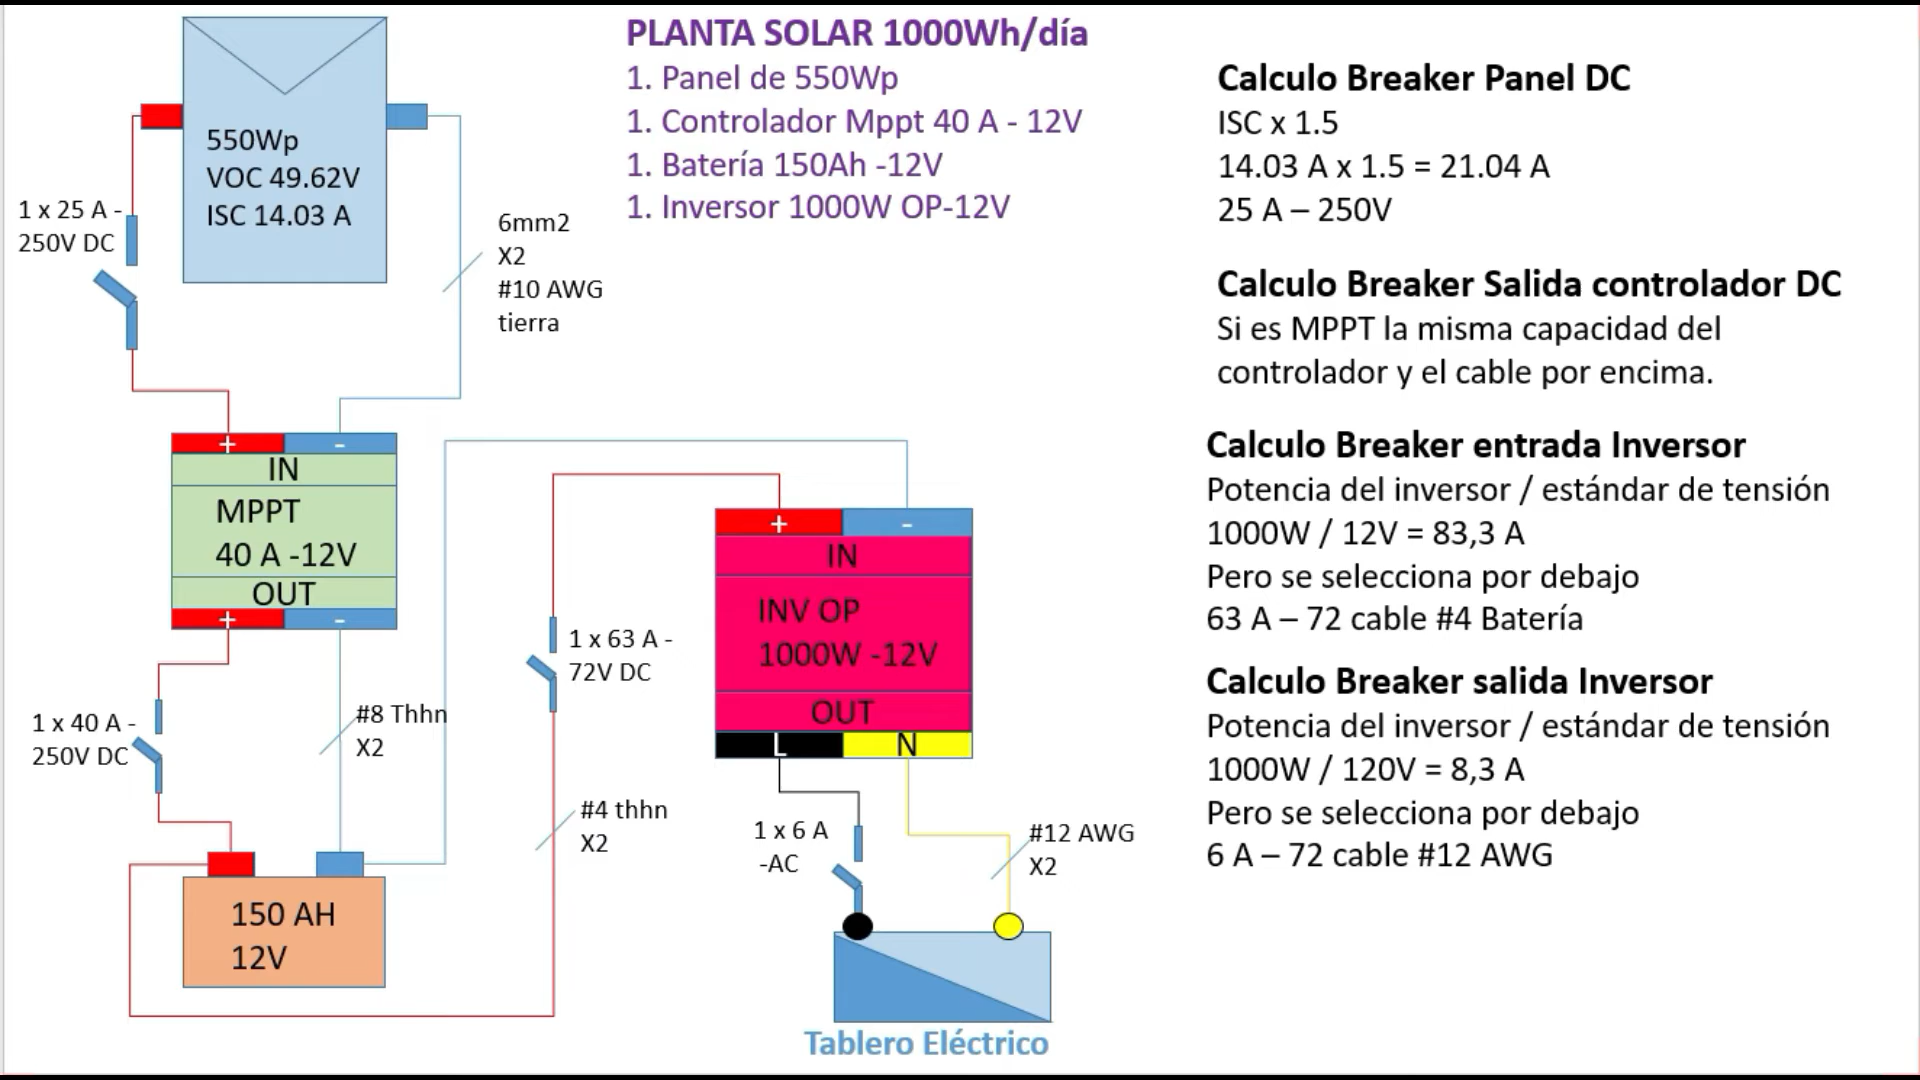 PLANTA SOLAR 1000Wh/día
1. Panel de 550Wp
1. Controlador Mppt 40 A - 12V
1. Batería 150Ah -12V
1. Inversor 1000W OP-12V
550Wp
VOC 49.62V
ISC 14.03 A
1 x 25 A -
250V DC
6mm2
X2
#10 AWG
tierra
+
-
IN
MPPT
40 A -12V
OUT
+
-
1 x 40 A -
250V DC
#8 Thhn
X2
150 AH
12V
1 x 63 A -
72V DC
#4 thhn
X2
+
-
IN
INV OP
1000W -12V
OUT
L
N
1 x 6 A
-AC
#12 AWG
X2
Tablero Eléctrico
Calculo Breaker Panel DC
ISC x 1.5
14.03 A x 1.5 = 21.04 A
25 A – 250V
Calculo Breaker Salida controlador DC
Si es MPPT la misma capacidad del
controlador y el cable por encima.
Calculo Breaker entrada Inversor
Potencia del inversor / estándar de tensión
1000W / 12V = 83,3 A
Pero se selecciona por debajo
63 A – 72 cable #4 Batería
Calculo Breaker salida Inversor
Potencia del inversor / estándar de tensión
1000W / 120V = 8,3 A
Pero se selecciona por debajo
6 A – 72 cable #12 AWG